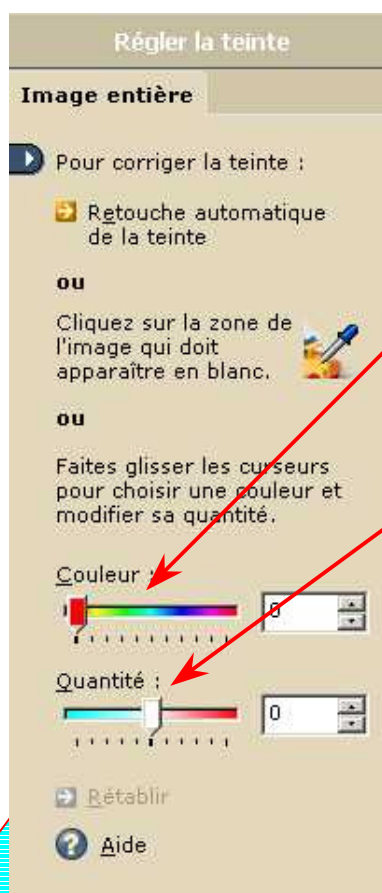 Régler la teinte
Image entière
Pour corriger la teinte :
Retouche automatique
de la teinte
ou
Cliquez sur la zone de
l'image qui doit
apparaître en blanc.
ou
Faites glisser les curseurs
pour choisir une couleur et
modifier sa quantité.
Couleur :
0
Quantité :
0
Rétablir
Aide